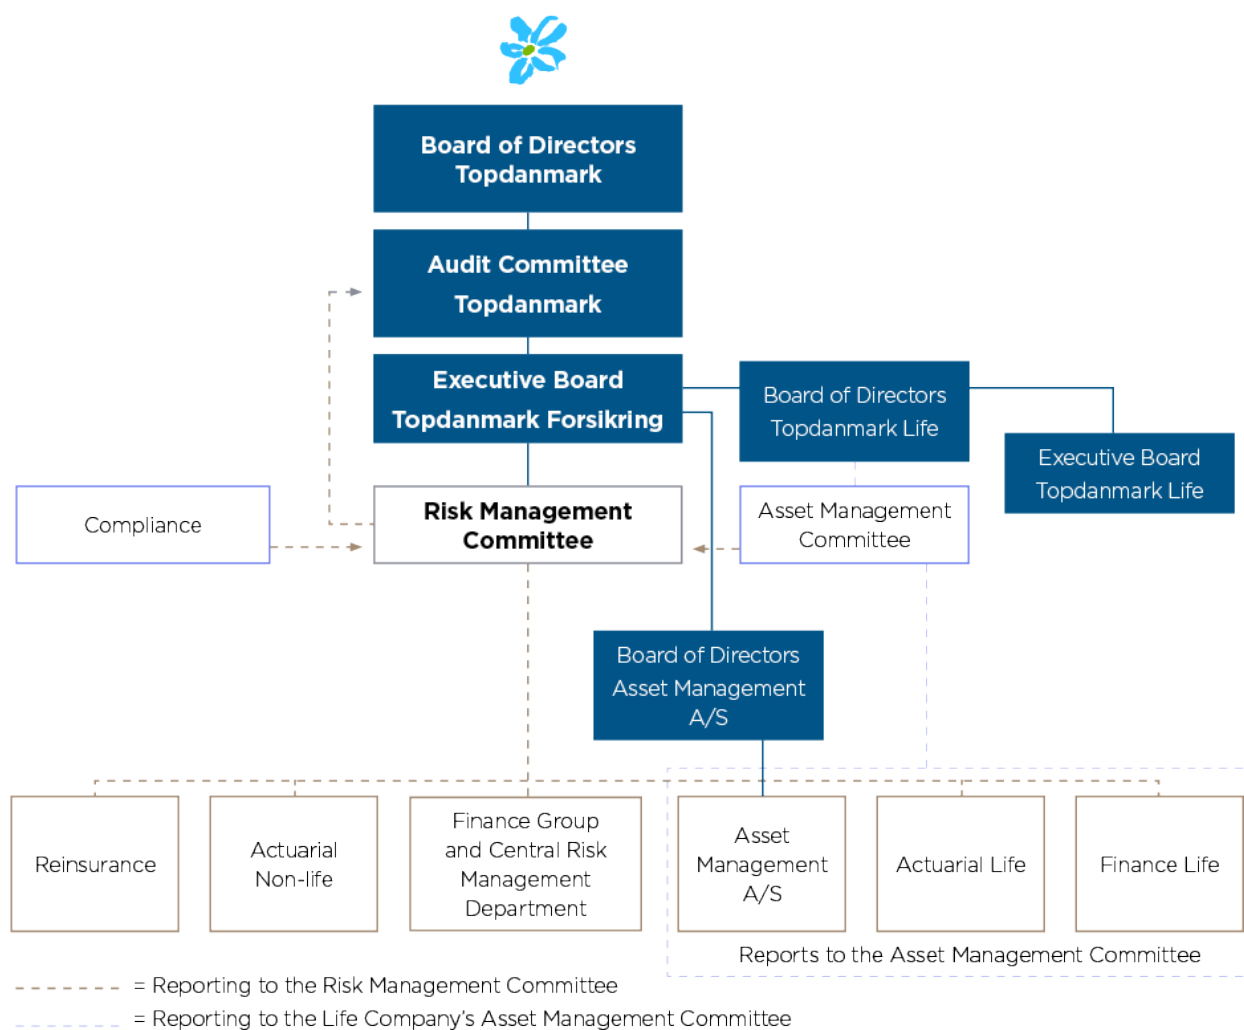 Board of Directors
Topdanmark
Audit Committee
Topdanmark
Executive Board
Topdanmark Forsikring
Board of Directors
Topdanmark Life
Executive Board
Topdanmark Life
Compliance
Risk Management
Committee
Asset Management
Committee
Board of Directors
Asset Management
A/S
Reinsurance
Actuarial
Non-life
Finance Group
and Central Risk
Management
Department
Asset
Management
A/S
Actuarial Life
Finance Life
Reports to the Asset Management Committee
= Reporting to the Risk Management Committee
= Reporting to the Life Company's Asset Management Committee